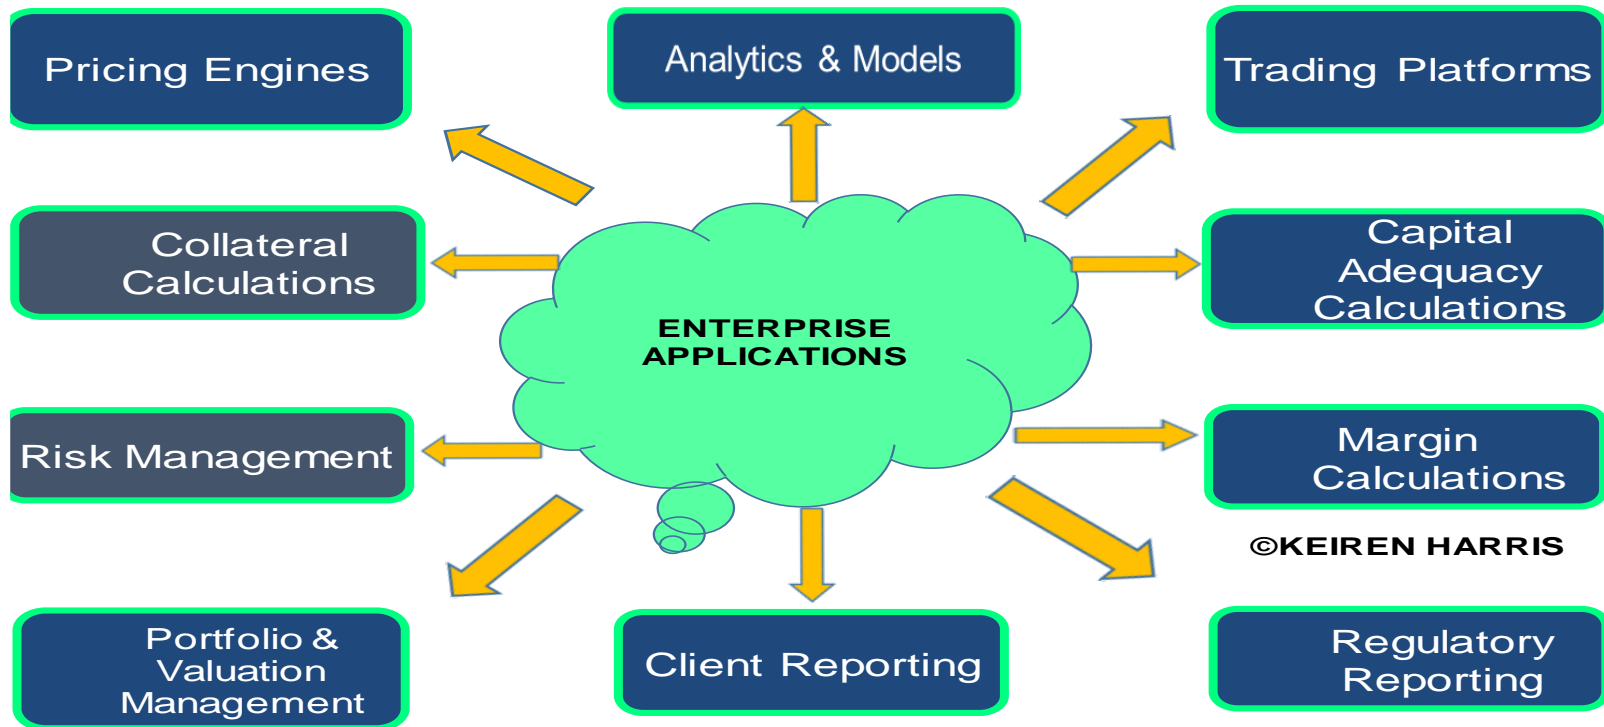 Pricing Engines
Analytics & Models
Trading Platforms
Collateral
Calculations
Capital
Adequacy
Calculations
ENTERPRISE
APPLICATIONS
Risk Management
Margin
Calculations
©KEIREN HARRIS
Portfolio &
Valuation
Management
Client Reporting
Regulatory
Reporting